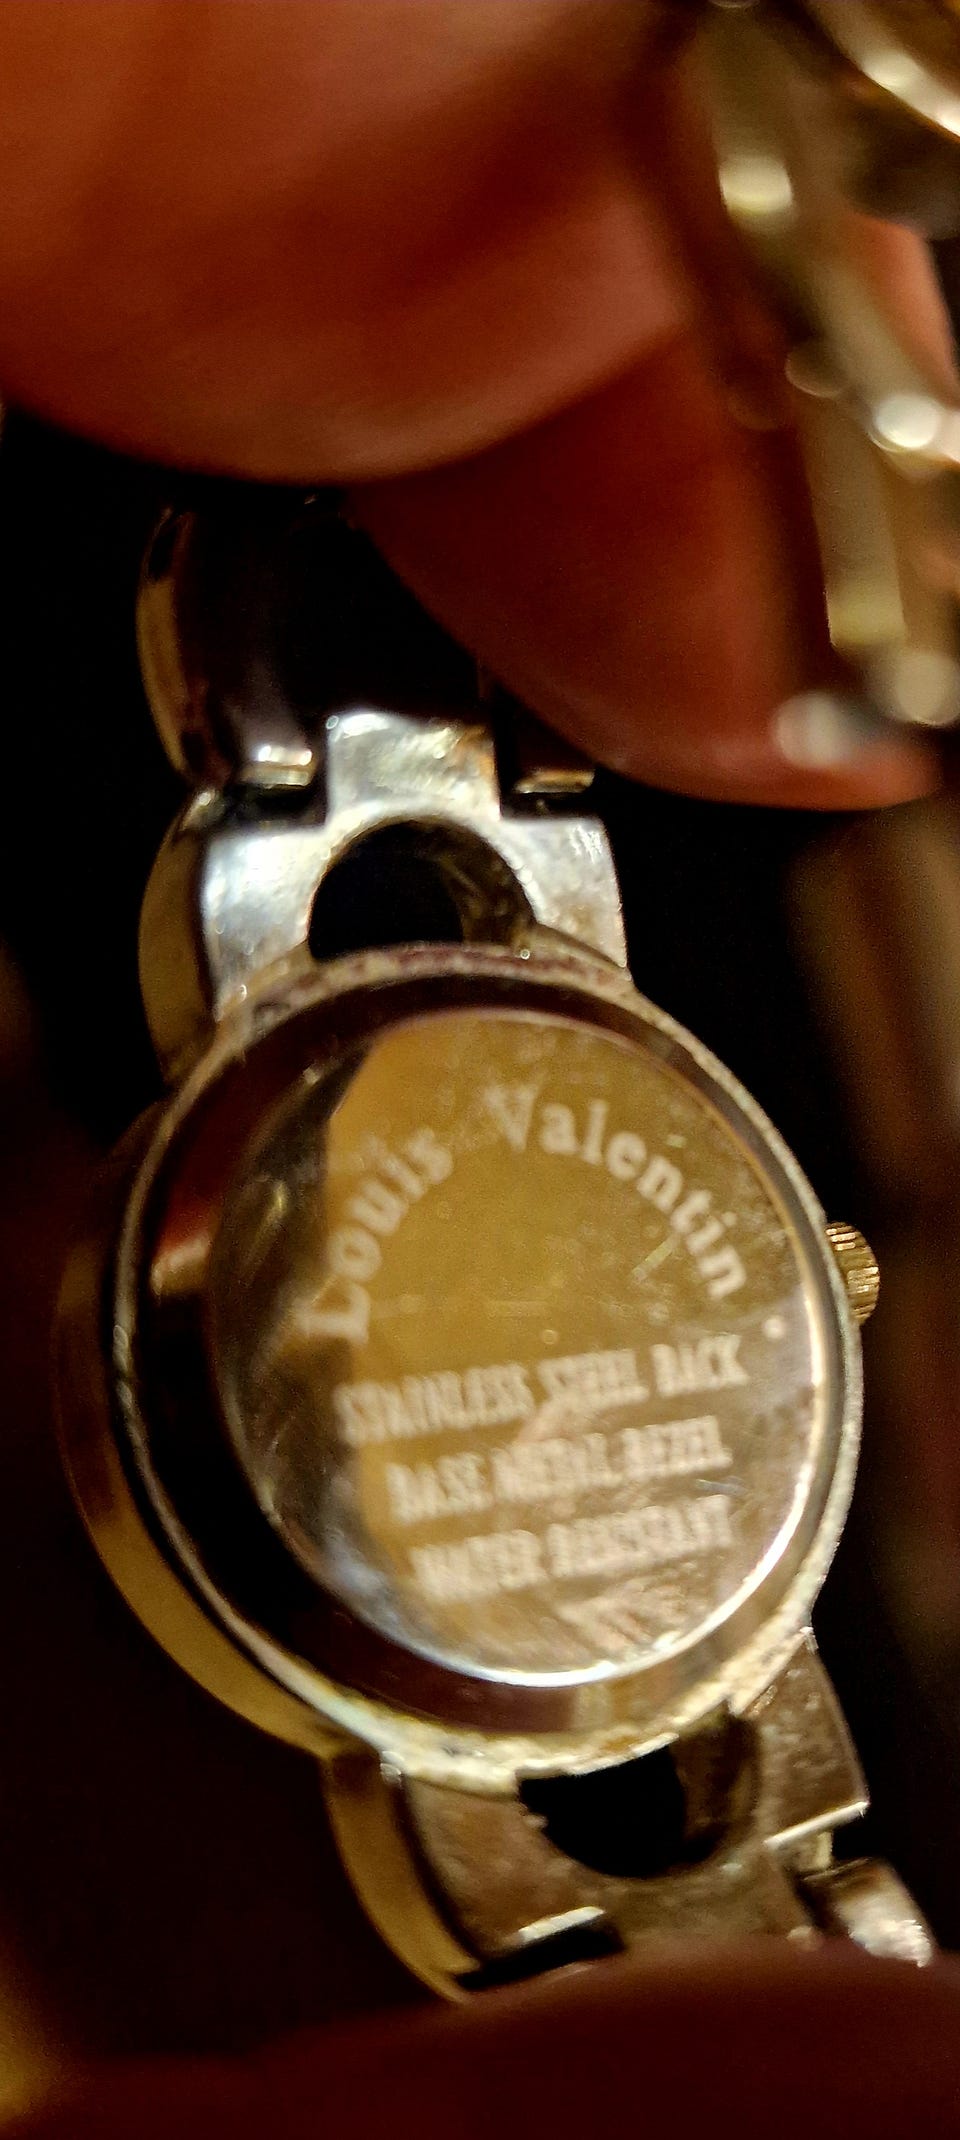 Louis Valentin
STAINLESS STEEL BACK
BASE METAL BEZEL
WATER RESISTANT